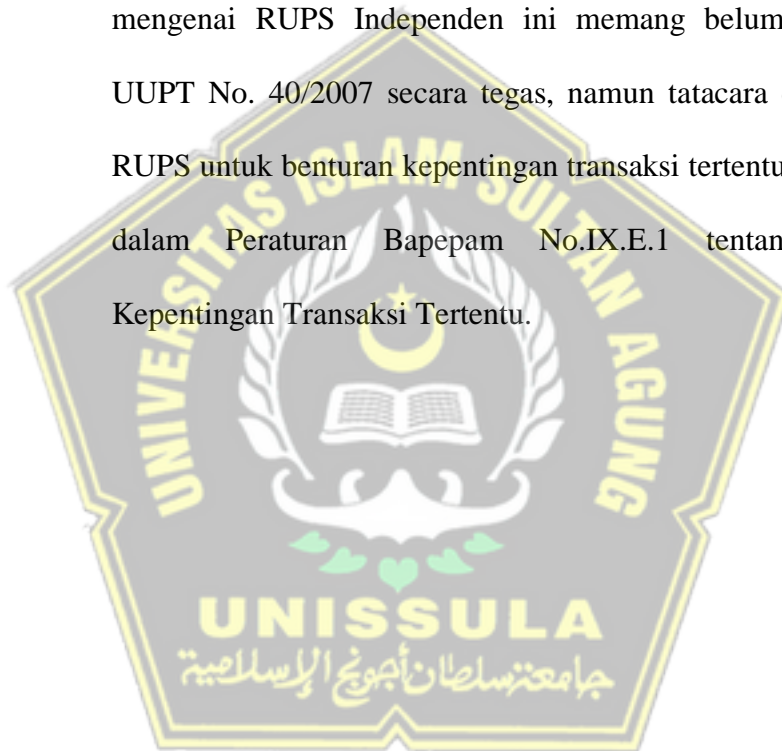 mengenai RUPS Independen ini memang belum
UUPT No. 40/2007 secara tegas, namun tatacara
RUPS untuk benturan kepentingan transaksi tertentu
dalam Peraturan Bapepam No.IX.E.1 tentan
Kepentingan Transaksi Tertentu.
UNIVERSITAS ISLAM SULTAN AGUNG
UNISSULA
جامعة سلطان أجونج الإسلامية